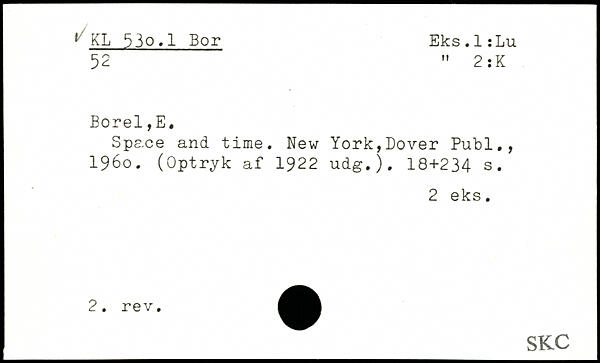 KL 53o.1 Bor Eks.1:Lu
52 " 2:K
Borel,E.
Space and time. New York,Dover Publ.,
196o. (Optryk af 1922 udg.). 18+234 s.
2 eks.
2. rev.
SKC